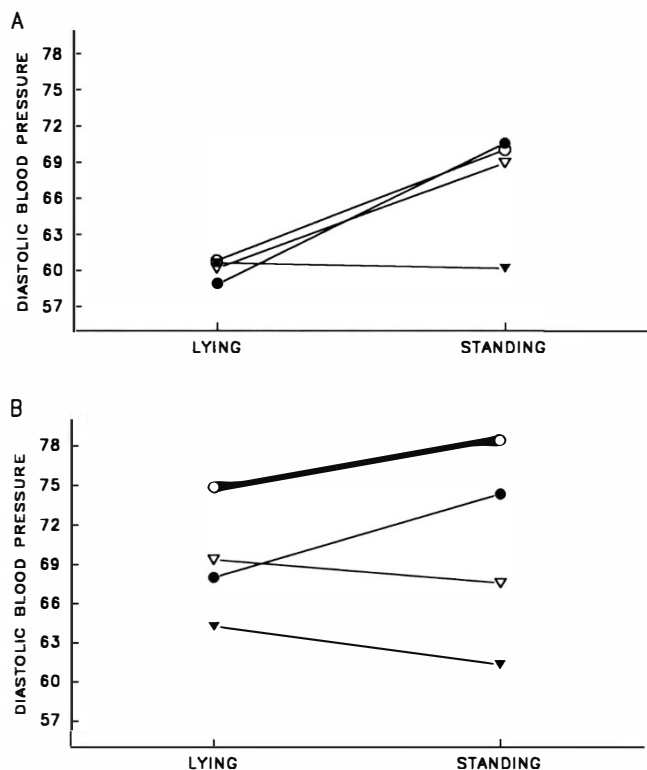 A
DIASTOLIC BLOOD PRESSURE
78
75
72
69
66
63
60
57
LYING STANDING
B
DIASTOLIC BLOOD PRESSURE
78
75
72
69
66
63
60
57
LYING STANDING